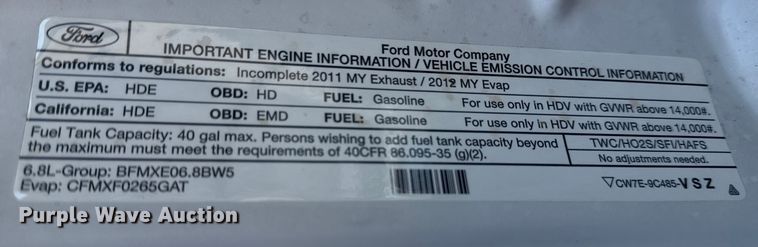 Ford
Ford Motor Company
IMPORTANT ENGINE INFORMATION / VEHICLE EMISSION CONTROL INFORMATION
Conforms to regulations: Incomplete 2011 MY Exhaust / 2012 MY Evap
U.S. EPA: HDE OBD: HD FUEL: Gasoline For use only in HDV with GVWR above 14,000#.
California: HDE OBD: EMD FUEL: Gasoline For use only in HDV with GVWR above 14,000#.
Fuel Tank Capacity: 40 gal max. Persons wishing to add fuel tank capacity beyond
the maximum must meet the requirements of 40CFR 86.095-35 (g)(2).
TWC/HO2S/SFI/HAFS
No adjustments needed.
6.8L-Group: BFMXE06.8BW5
Evap: CFMXF0265GAT
CW7E-9C485-VSZ
Purple Wave Auction